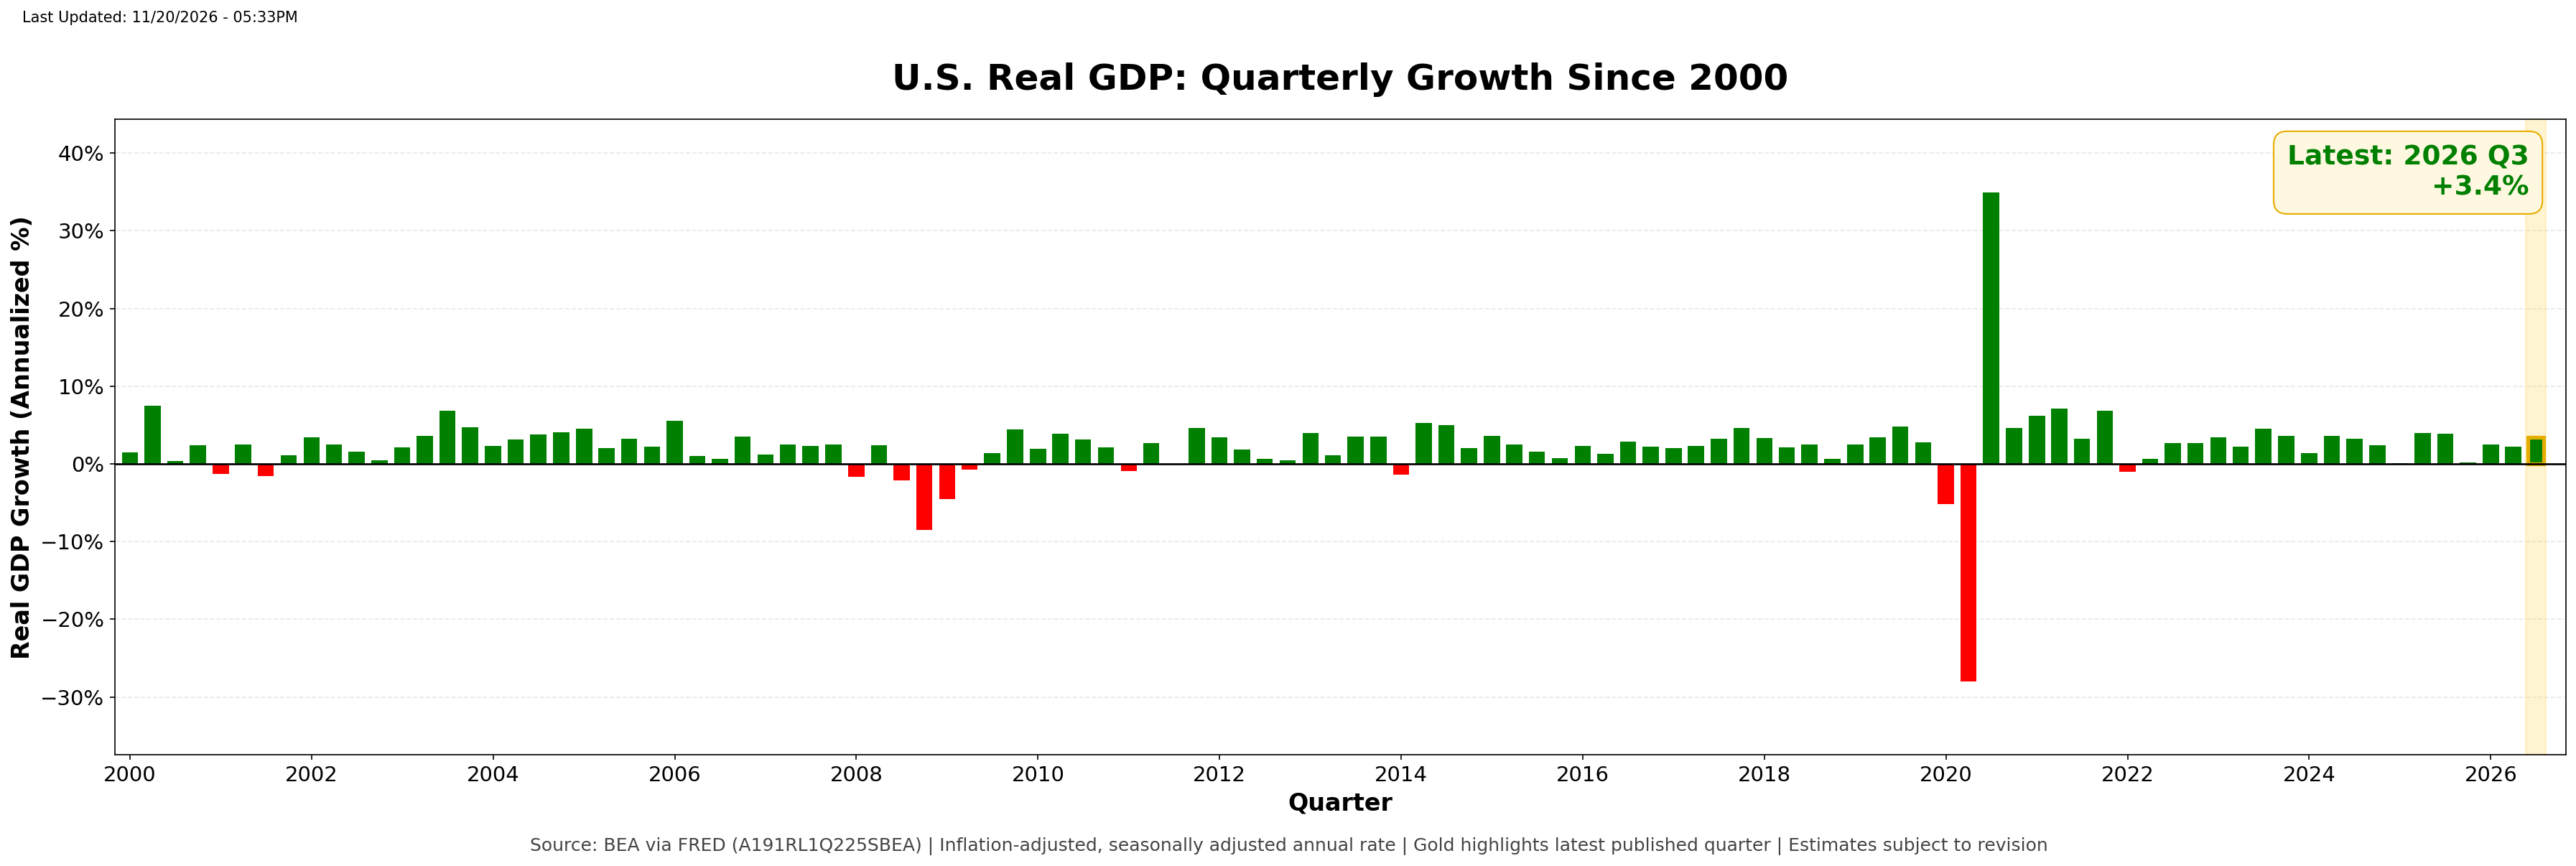 Last Updated: 11/20/2026 - 05:33PM
U.S. Real GDP: Quarterly Growth Since 2000
Latest: 2026 Q3
+3.4%
Real GDP Growth (Annualized %)
40%
30%
20%
10%
0%
−10%
−20%
−30%
2000 2002 2004 2006 2008 2010 2012 2014 2016 2018 2020 2022 2024 2026
Quarter
Source: BEA via FRED (A191RL1Q225SBEA) | Inflation-adjusted, seasonally adjusted annual rate | Gold highlights latest published quarter | Estimates subject to revision